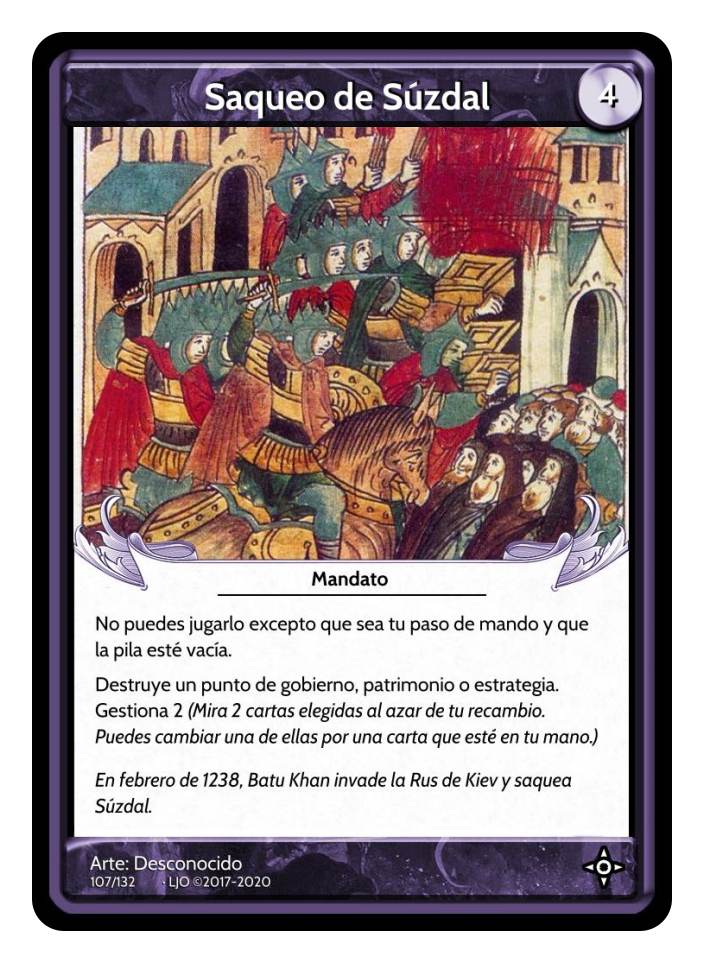 Saqueo de Súzdal
4
Mandato
No puedes jugarlo excepto que sea tu paso de mando y que
la pila esté vacía.
Destruye un punto de gobierno, patrimonio o estrategia.
Gestiona 2 (Mira 2 cartas elegidas al azar de tu recambio.
Puedes cambiar una de ellas por una carta que esté en tu mano.)
En febrero de 1238, Batu Khan invade la Rus de Kiev y saquea
Súzdal.
Arte: Desconocido
107/132 · LJO ©2017-2020